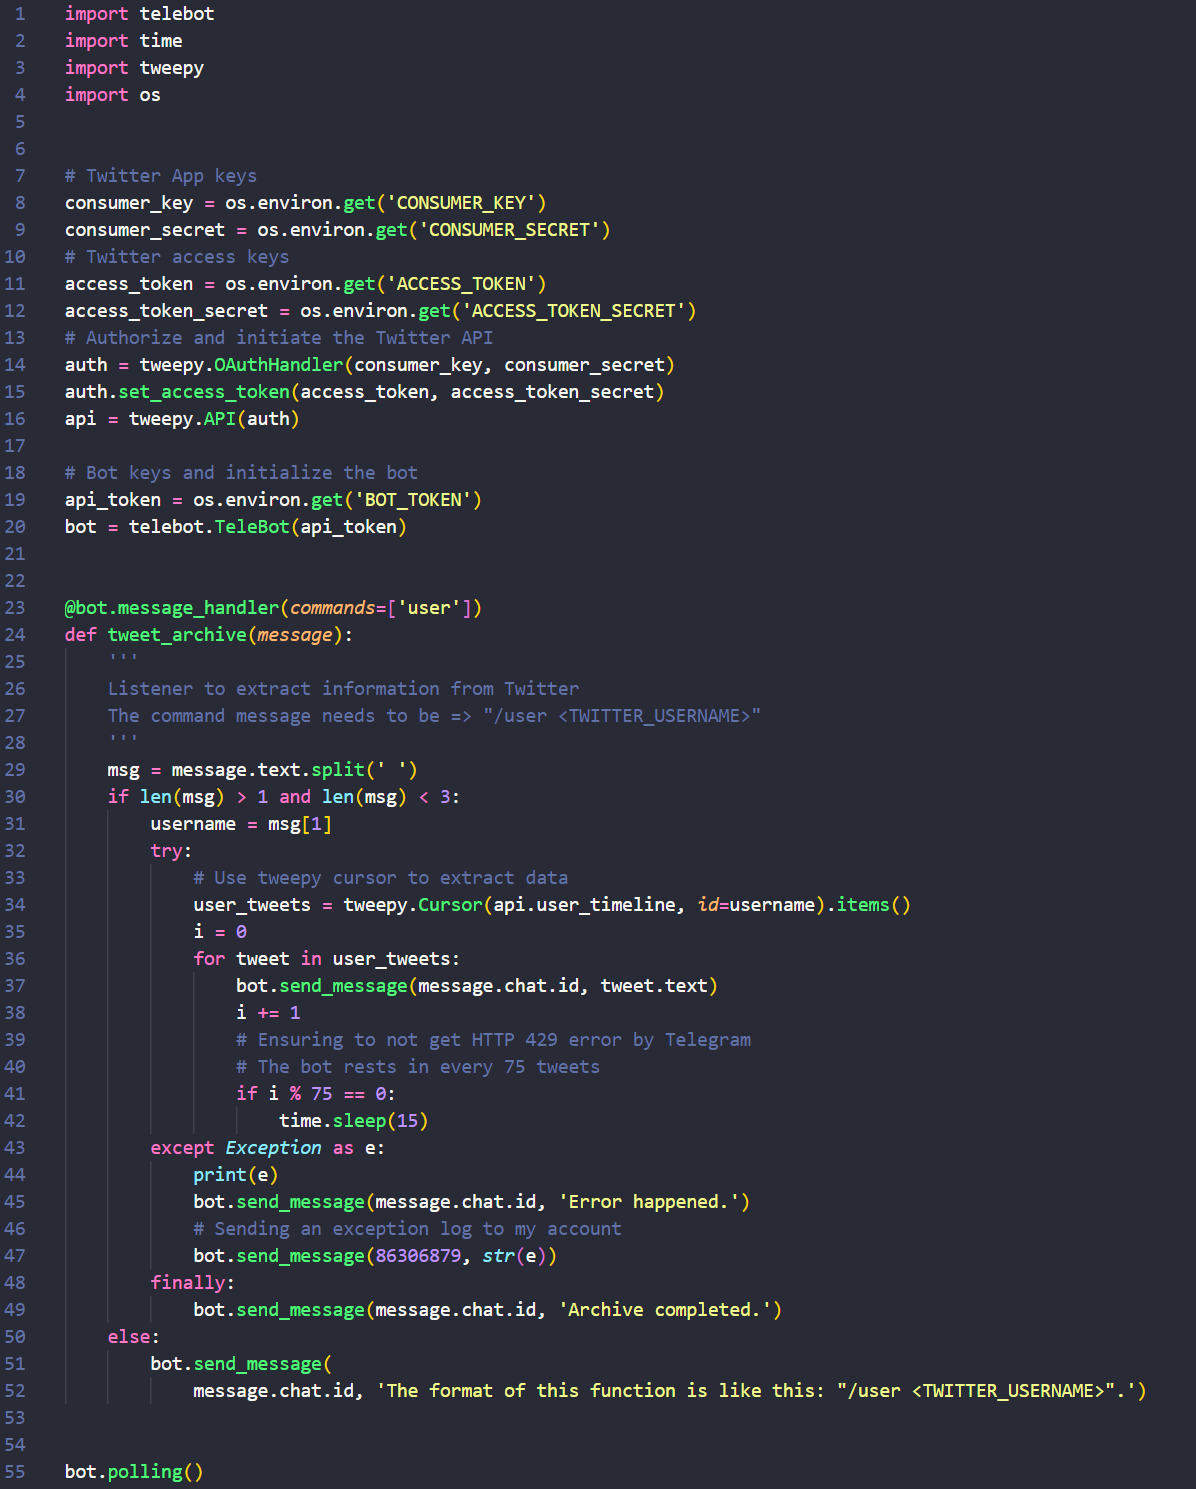 1 import telebot
2 import time
3 import tweepy
4 import os
5
6
7 # Twitter App keys
8 consumer_key = os.environ.get('CONSUMER_KEY')
9 consumer_secret = os.environ.get('CONSUMER_SECRET')
10 # Twitter access keys
11 access_token = os.environ.get('ACCESS_TOKEN')
12 access_token_secret = os.environ.get('ACCESS_TOKEN_SECRET')
13 # Authorize and initiate the Twitter API
14 auth = tweepy.OAuthHandler(consumer_key, consumer_secret)
15 auth.set_access_token(access_token, access_token_secret)
16 api = tweepy.API(auth)
17
18 # Bot keys and initialize the bot
19 api_token = os.environ.get('BOT_TOKEN')
20 bot = telebot.TeleBot(api_token)
21
22
23 @bot.message_handler(commands=['user'])
24 def tweet_archive(message):
25     '''
26     Listener to extract information from Twitter
27     The command message needs to be => "/user <TWITTER_USERNAME>"
28     '''
29     msg = message.text.split(' ')
30     if len(msg) > 1 and len(msg) < 3:
31         username = msg[1]
32         try:
33             # Use tweepy cursor to extract data
34             user_tweets = tweepy.Cursor(api.user_timeline, id=username).items()
35             i = 0
36             for tweet in user_tweets:
37                 bot.send_message(message.chat.id, tweet.text)
38                 i += 1
39                 # Ensuring to not get HTTP 429 error by Telegram
40                 # The bot rests in every 75 tweets
41                 if i % 75 == 0:
42                     time.sleep(15)
43         except Exception as e:
44             print(e)
45             bot.send_message(message.chat.id, 'Error happened.')
46             # Sending an exception log to my account
47             bot.send_message(86306879, str(e))
48         finally:
49             bot.send_message(message.chat.id, 'Archive completed.')
50     else:
51         bot.send_message(
52             message.chat.id, 'The format of this function is like this: "/user <TWITTER_USERNAME>".')
53
54
55 bot.polling()